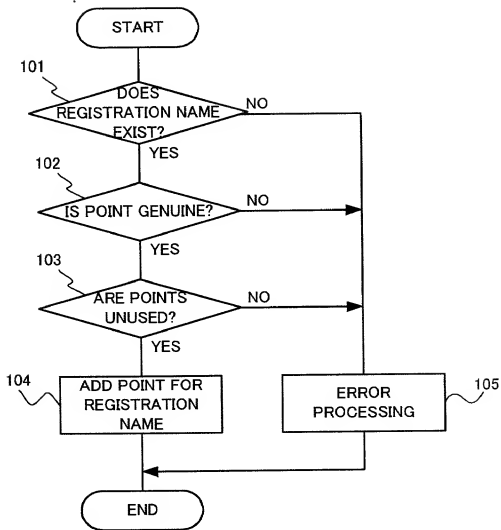 START
101
DOES
REGISTRATION NAME
EXIST?
NO
YES
102
IS POINT GENUINE?
NO
YES
103
ARE POINTS
UNUSED?
NO
YES
104
ADD POINT FOR
REGISTRATION
NAME
ERROR
PROCESSING
105
END